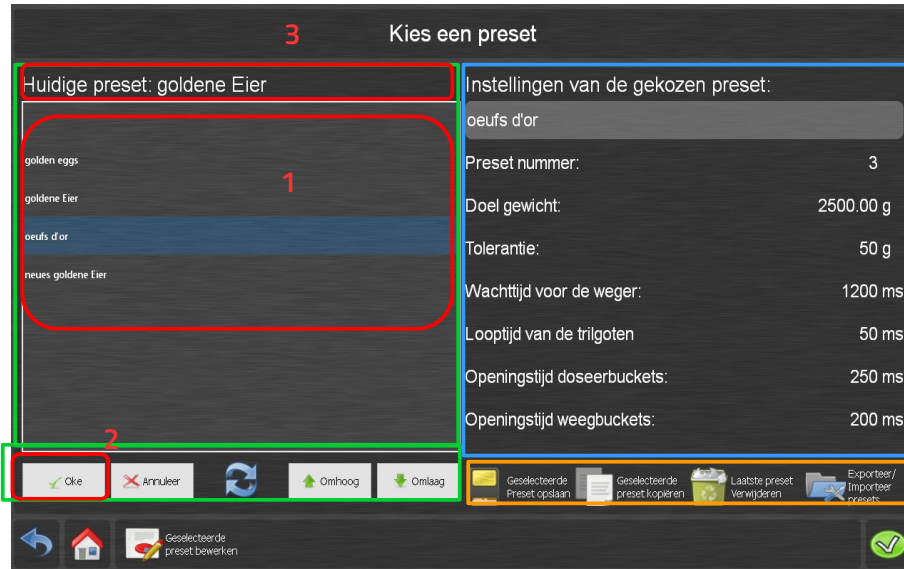 3
Kies een preset
Huidige preset: goldene Eier
1
golden eggs
goldene Eier
oeufs d'or
neues goldene Eier
Instellingen van de gekozen preset:
oeufs d'or
Preset nummer: 3
Doel gewicht: 2500.00 g
Tolerantie: 50 g
Wachttijd voor de weger: 1200 ms
Looptijd van de trilgoten 50 ms
Openingstijd doseerbuckets: 250 ms
Openingstijd weegbuckets: 200 ms
2
Oke
Annuleer
Omhoog
Omlaag
Geselecteerde
Preset opslaan
Geselecteerde
preset kopiëren
Laatste preset
Verwijderen
Exporteer/
Importeer
presets
Geselecteerde
preset bewerken